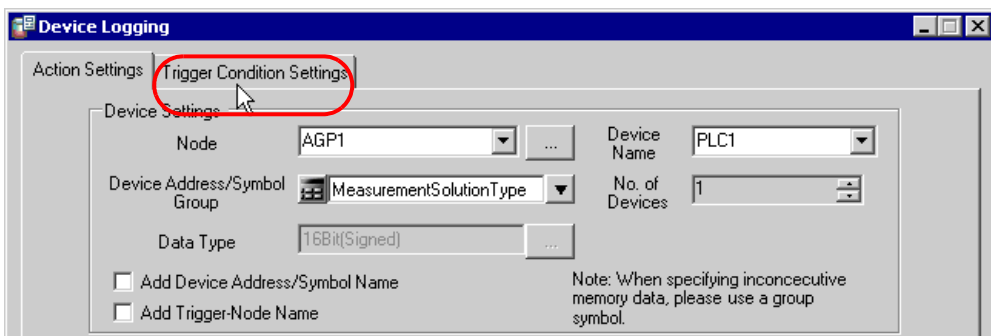 Device Logging
Action Settings
Trigger Condition Settings
Device Settings
Node
AGP1
...
Device
Name
PLC1
Device Address/Symbol
Group
MeasurementSolutionType
No. of
Devices
1
Data Type
16Bit(Signed)
...
Add Device Address/Symbol Name
Add Trigger-Node Name
Note: When specifying inconcecutive
memory data, please use a group
symbol.